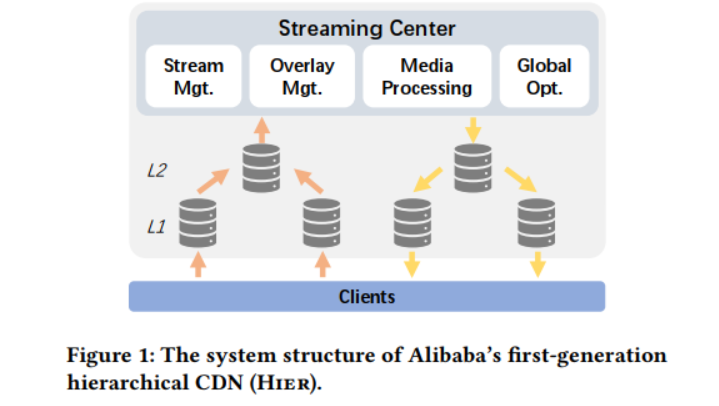 Streaming Center
Stream Mgt.
Overlay Mgt.
Media Processing
Global Opt.
L2
L1
Clients
Figure 1: The system structure of Alibaba's first-generation
hierarchical CDN (HIER).